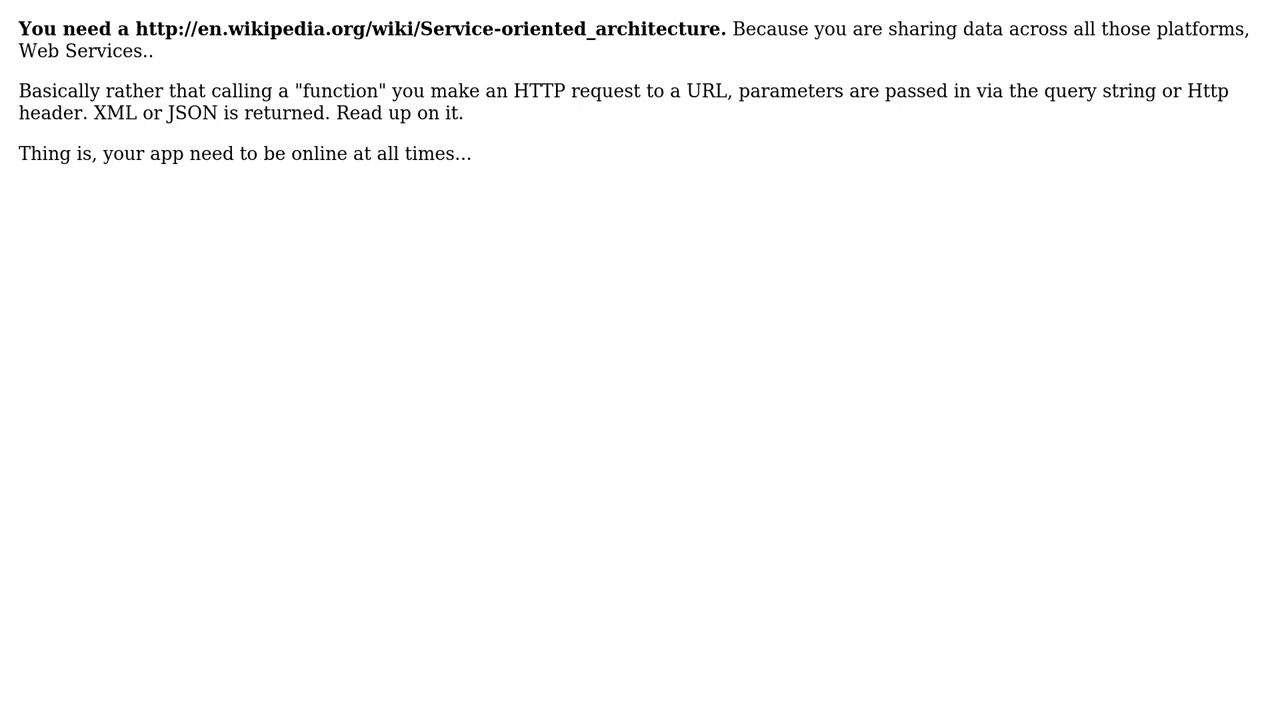 You need a http://en.wikipedia.org/wiki/Service-oriented_architecture. Because you are sharing data across all those platforms,
Web Services..
Basically rather that calling a "function" you make an HTTP request to a URL, parameters are passed in via the query string or Http
header. XML or JSON is returned. Read up on it.
Thing is, your app need to be online at all times...